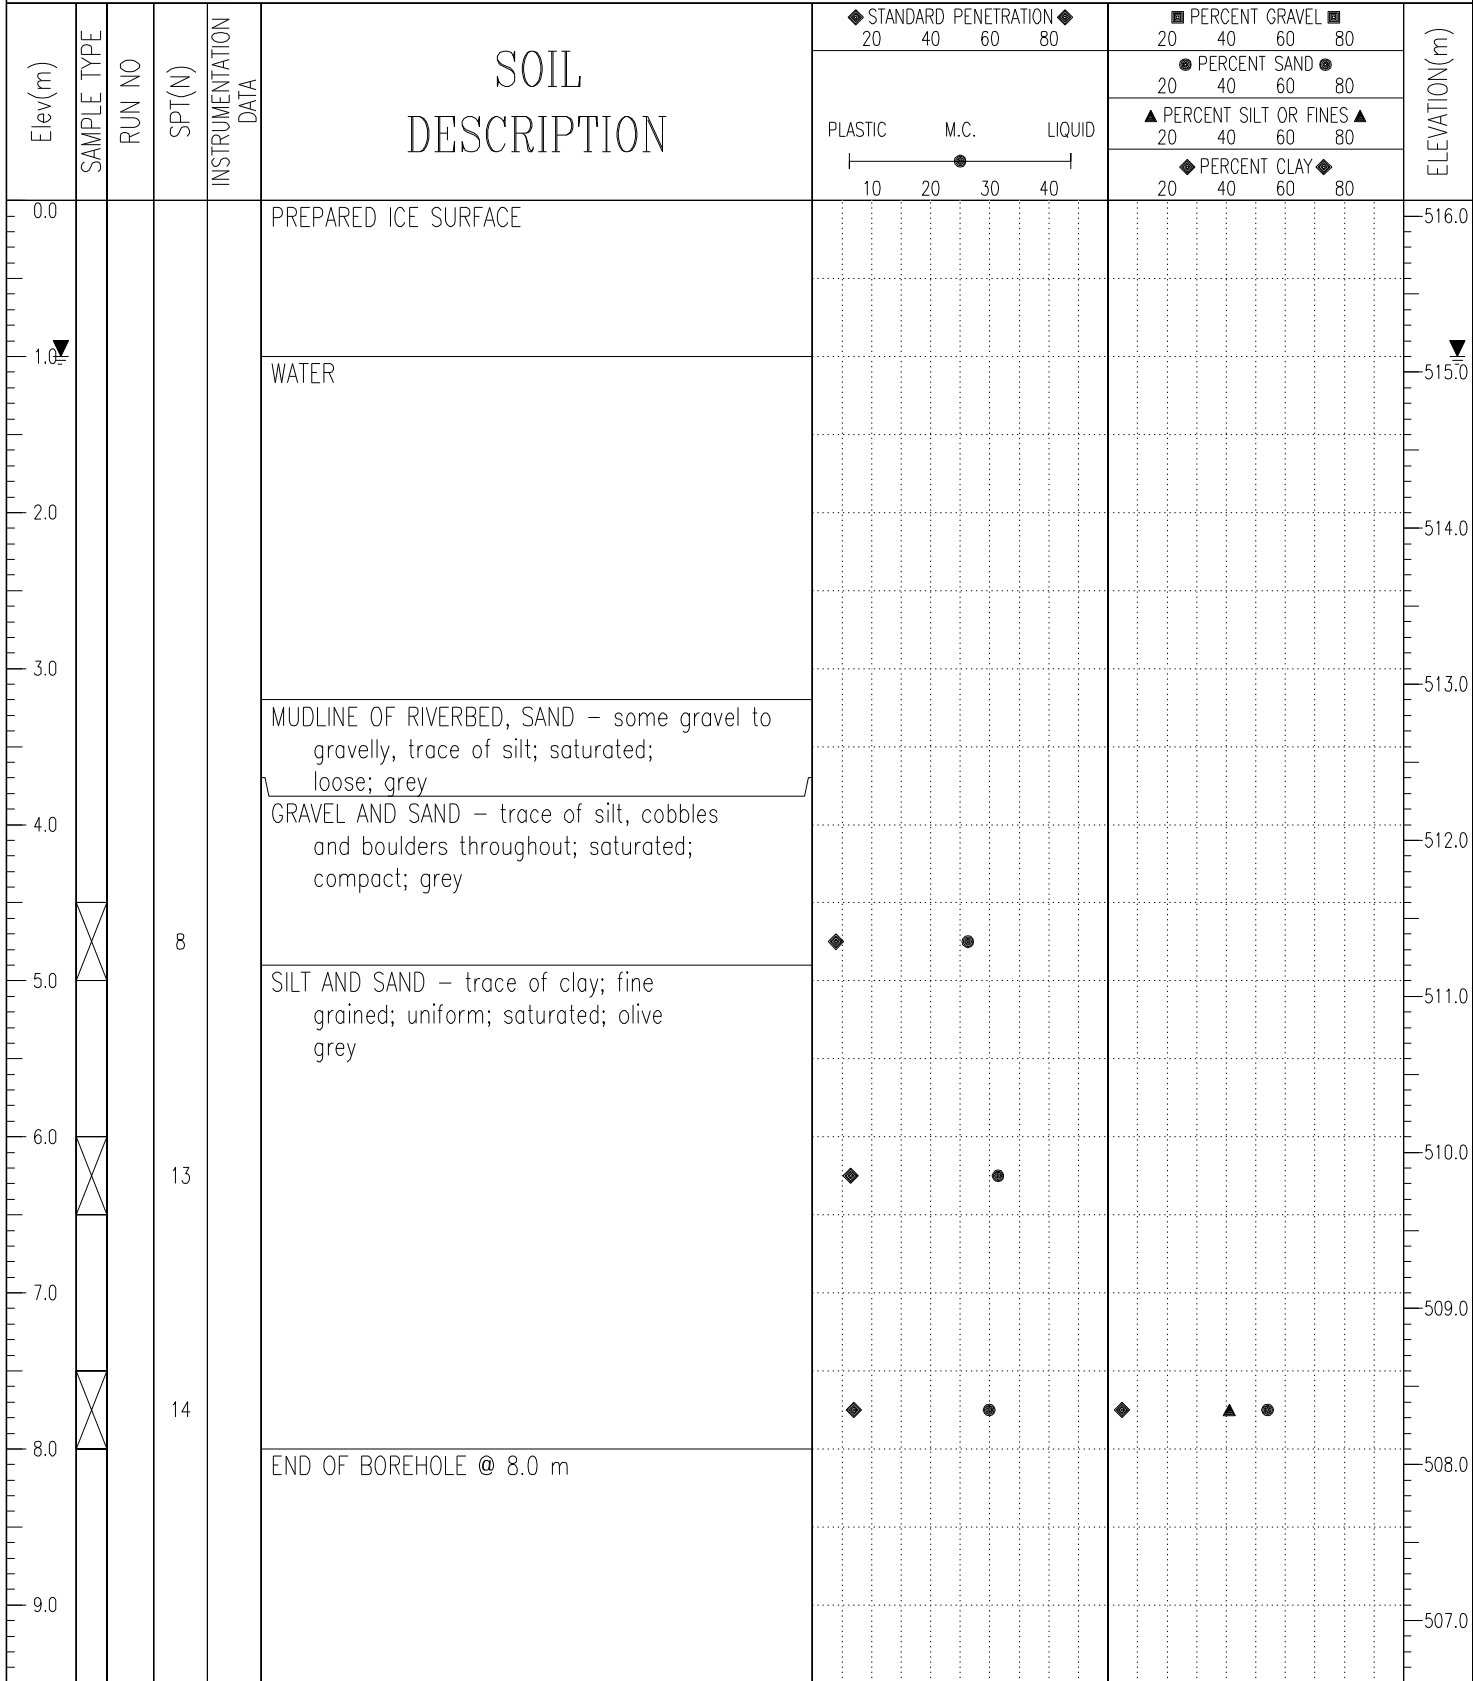 Elev(m)
SAMPLE TYPE
RUN NO
SPT(N)
INSTRUMENTATION
DATA
SOIL
DESCRIPTION
STANDARD PENETRATION
20 40 60 80
PLASTIC M.C. LIQUID
10 20 30 40
PERCENT GRAVEL
20 40 60 80
PERCENT SAND
20 40 60 80
PERCENT SILT OR FINES
20 40 60 80
PERCENT CLAY
20 40 60 80
ELEVATION(m)
0.0
PREPARED ICE SURFACE
516.0
1.0
WATER
515.0
2.0
514.0
3.0
513.0
MUDLINE OF RIVERBED, SAND – some gravel to
gravelly, trace of silt; saturated;
loose; grey
GRAVEL AND SAND – trace of silt, cobbles
4.0
512.0
and boulders throughout; saturated;
compact; grey
8
5.0
SILT AND SAND – trace of clay; fine
511.0
grained; uniform; saturated; olive
grey
6.0
510.0
13
7.0
509.0
14
8.0
END OF BOREHOLE @ 8.0 m
508.0
9.0
507.0